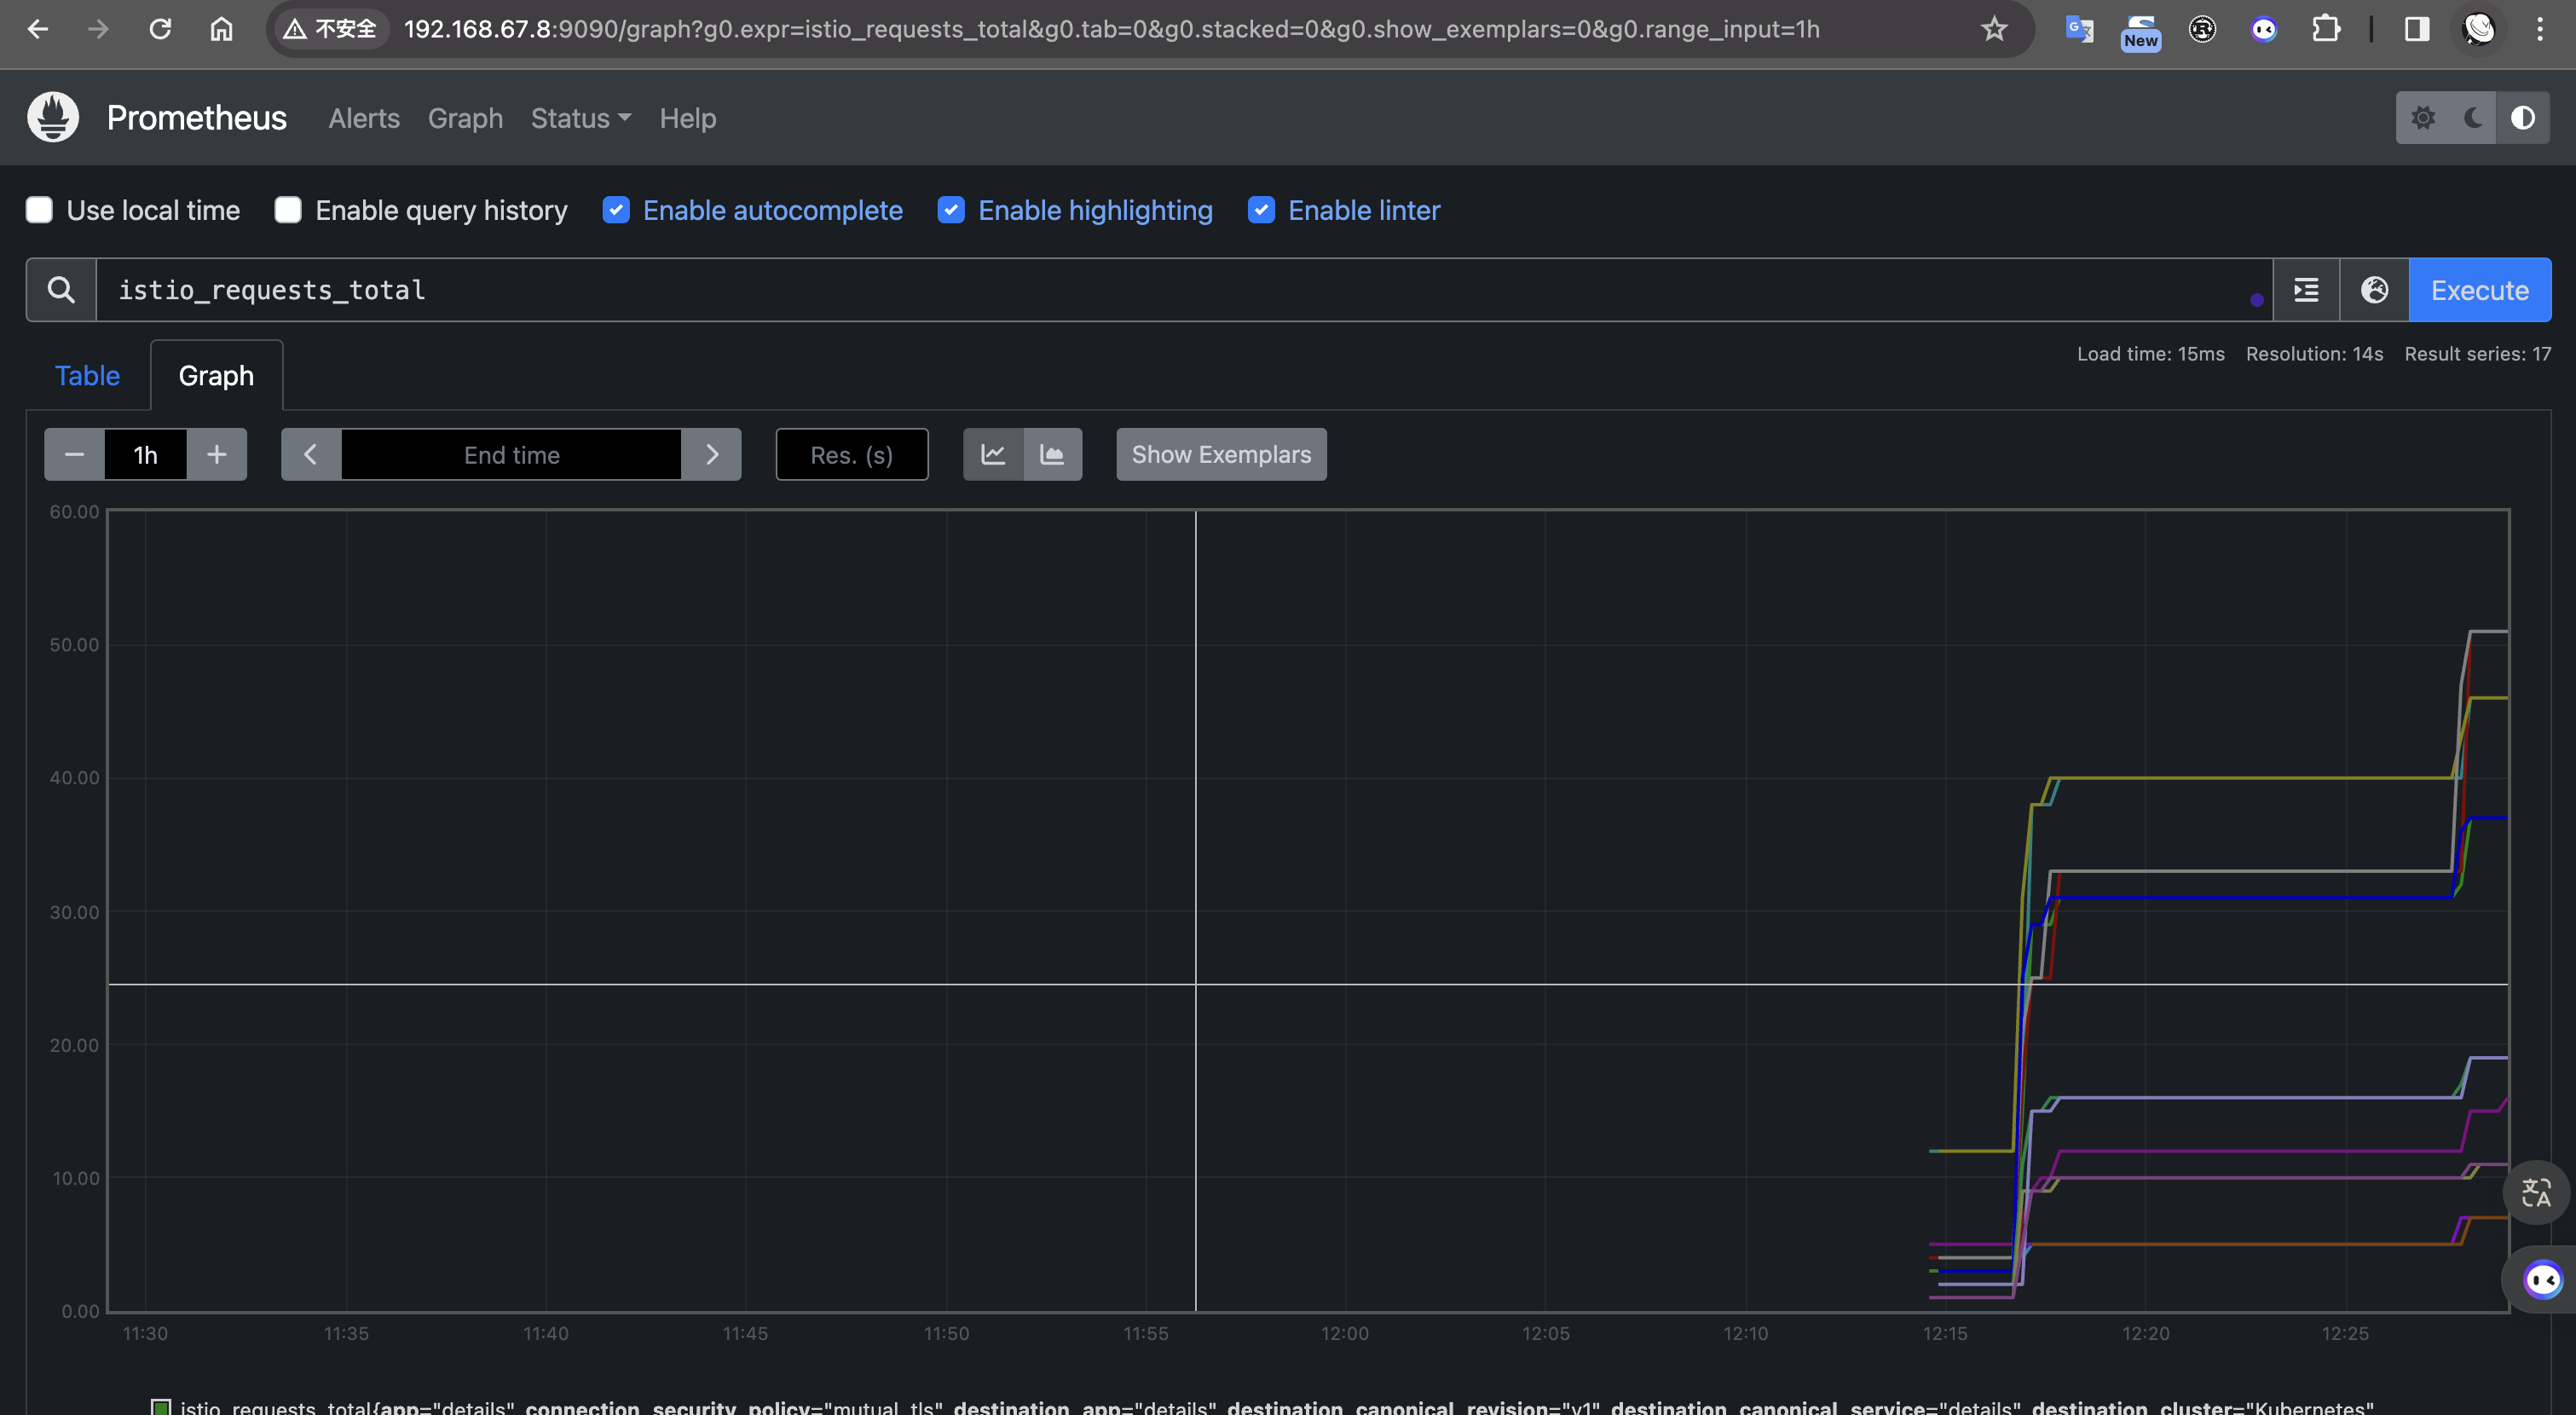 不安全 192.168.67.8:9090/graph?g0.expr=istio_requests_total&g0.tab=0&g0.stacked=0&g0.show_exemplars=0&g0.range_input=1h New
Prometheus Alerts Graph Status Help
Use local time Enable query history Enable autocomplete Enable highlighting Enable linter
istio_requests_total Execute
Table Graph Load time: 15ms Resolution: 14s Result series: 17
1h End time Res. (s) Show Exemplars
60.00
50.00
40.00
30.00
20.00
10.00
0.00
11:30 11:35 11:40 11:45 11:50 11:55 12:00 12:05 12:10 12:15 12:20 12:25
istio_requests_total{app="details", connection_security_policy="mutual_tls", destination_app="details", destination_canonical_revision="v1", destination_canonical_service="details", destination_cluster="Kubernetes",